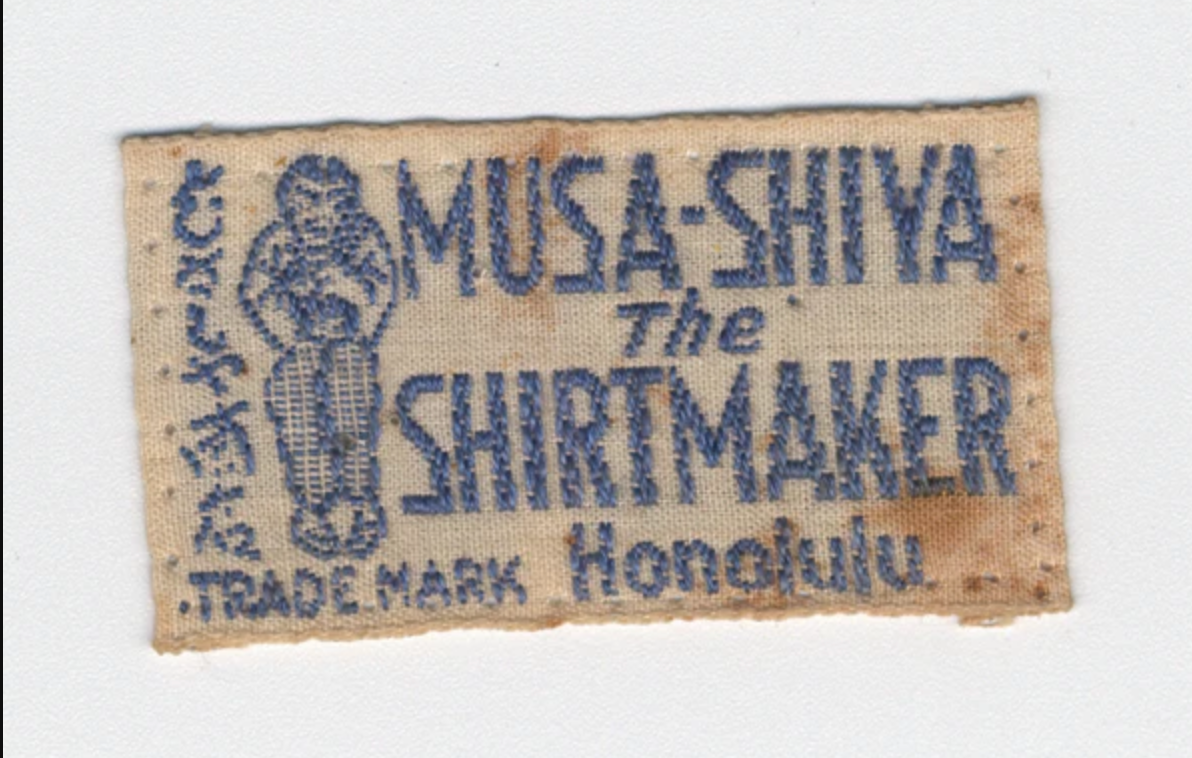 MUSA-SHIYA
The
SHIRTMAKER
Honolulu
TRADE MARK